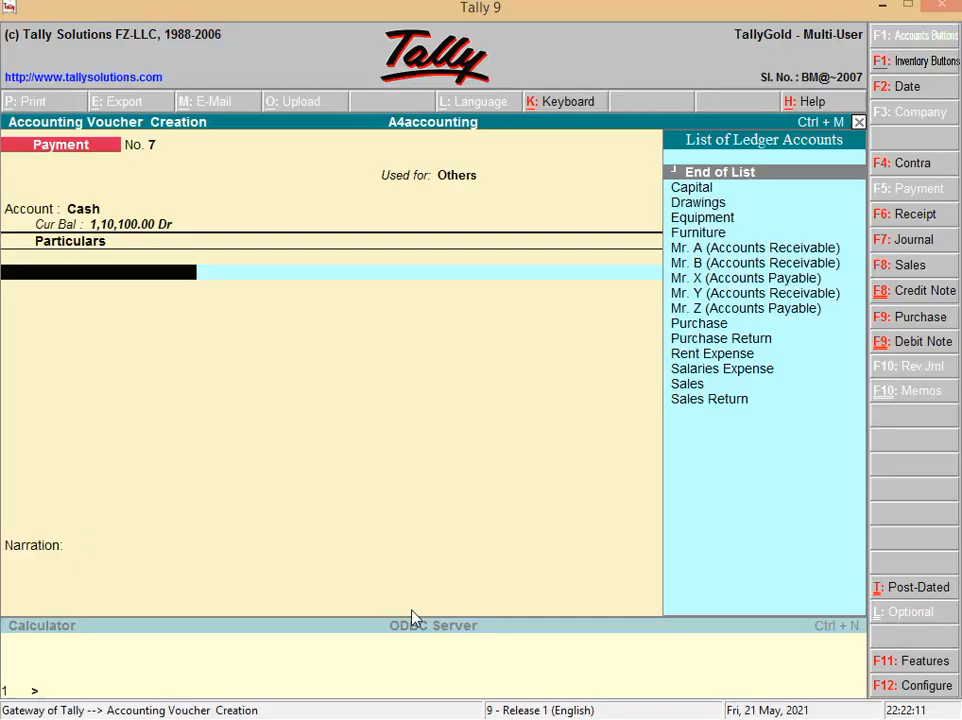 Tally 9
(c) Tally Solutions FZ-LLC, 1988-2006
TallyGold - Multi-User
Tally
http://www.tallysolutions.com
Sl. No. : BM@~2007
P: Print
E: Export
M: E-Mail
O: Upload
L: Language
K: Keyboard
H: Help
Accounting Voucher Creation
A4accounting
Ctrl + M
Payment
No. 7
Used for: Others
Account : Cash
Cur Bal : 1,10,100.00 Dr
Particulars
Narration:
List of Ledger Accounts
End of List
Capital
Drawings
Equipment
Furniture
Mr. A (Accounts Receivable)
Mr. B (Accounts Receivable)
Mr. X (Accounts Payable)
Mr. Y (Accounts Receivable)
Mr. Z (Accounts Payable)
Purchase
Purchase Return
Rent Expense
Salaries Expense
Sales
Sales Return
F1: Accounts Buttons
F1: Inventory Buttons
F2: Date
F3: Company
F4: Contra
F5: Payment
F6: Receipt
F7: Journal
F8: Sales
F8: Credit Note
F9: Purchase
F9: Debit Note
F10: Rev Jrnl
F10: Memos
T: Post-Dated
L: Optional
F11: Features
F12: Configure
Calculator
ODBC Server
Ctrl + N
1 >
Gateway of Tally --> Accounting Voucher Creation
9 - Release 1 (English)
Fri, 21 May, 2021
22:22:11